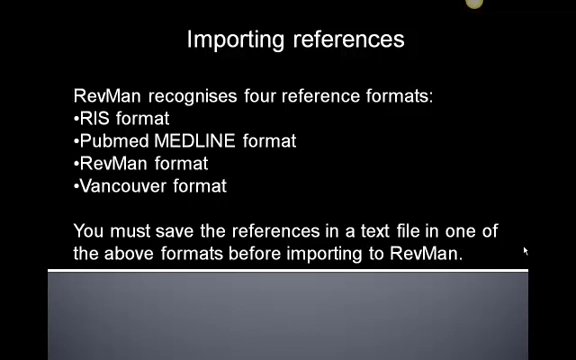 Importing references
RevMan recognises four reference formats:
•RIS format
•Pubmed MEDLINE format
•RevMan format
•Vancouver format
You must save the references in a text file in one of
the above formats before importing to RevMan.